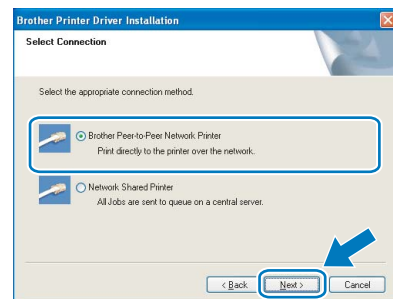 Brother Printer Driver Installation
Select Connection
Select the appropriate connection method.
Brother Peer-to-Peer Network Printer
Print directly to the printer over the network.
Network Shared Printer
All Jobs are sent to queue on a central server.
< Back Next > Cancel